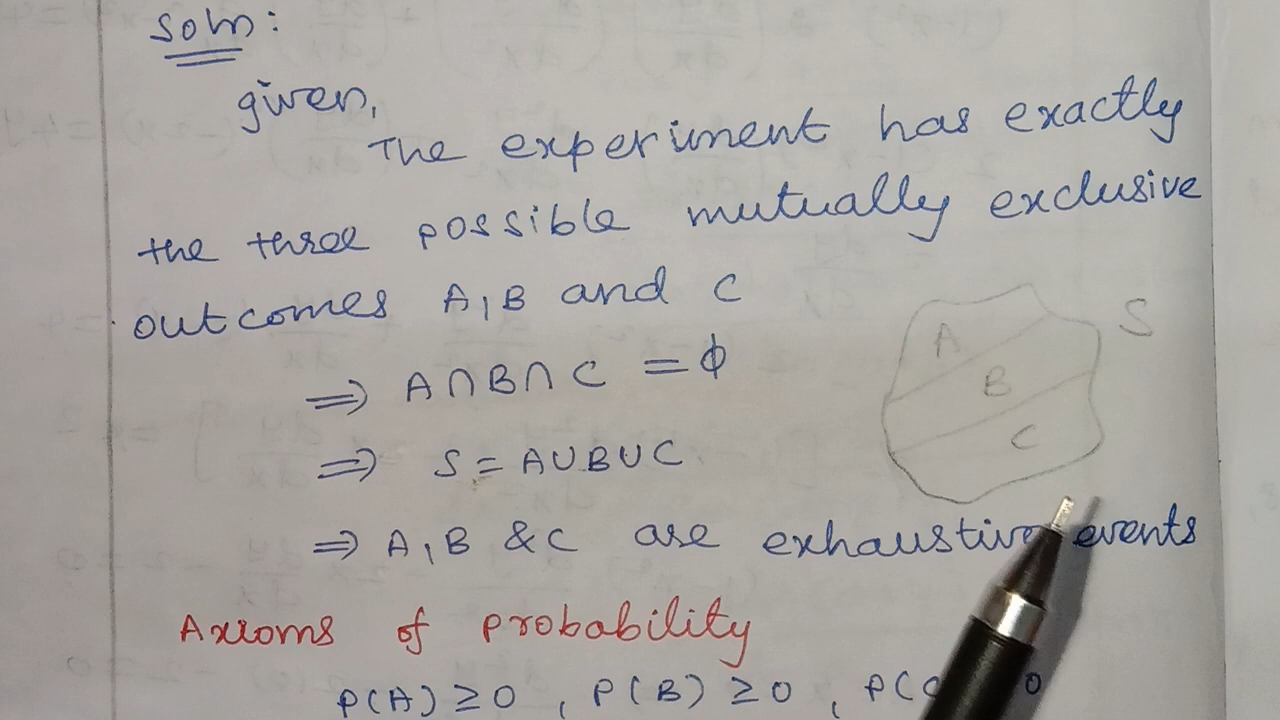 Soln:
given,
The experiment has exactly
the three possible mutually exclusive
outcomes A, B and C
⇒ A∩B∩C = ϕ
⇒ S = A∪B∪C
⇒ A, B & C are exhaustive events
A
B
C
S
Axioms of probability
P(A) ≥ 0, P(B) ≥ 0, P(C 0